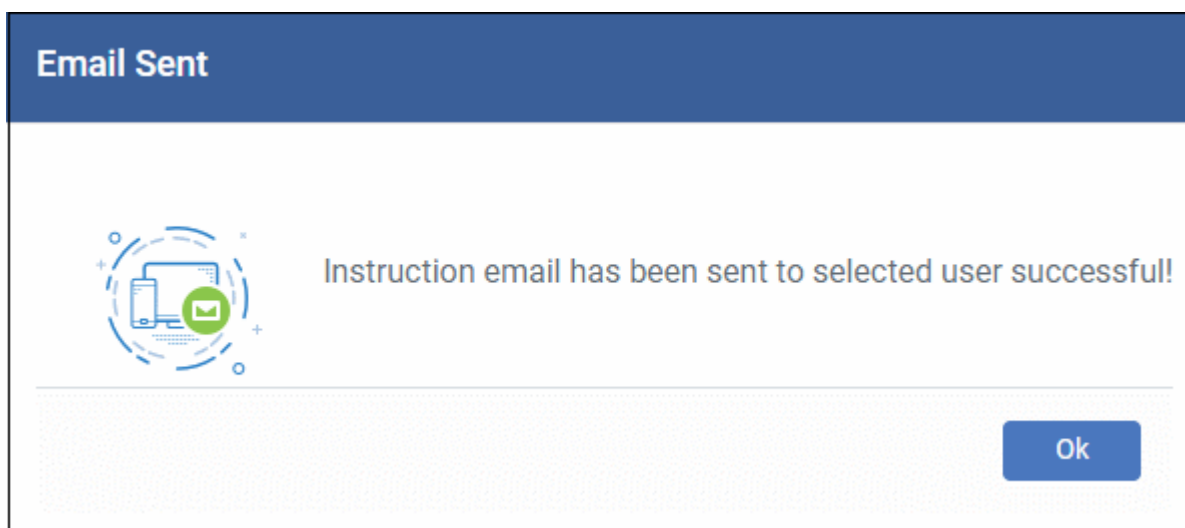 Email Sent
Instruction email has been sent to selected user successful!
Ok